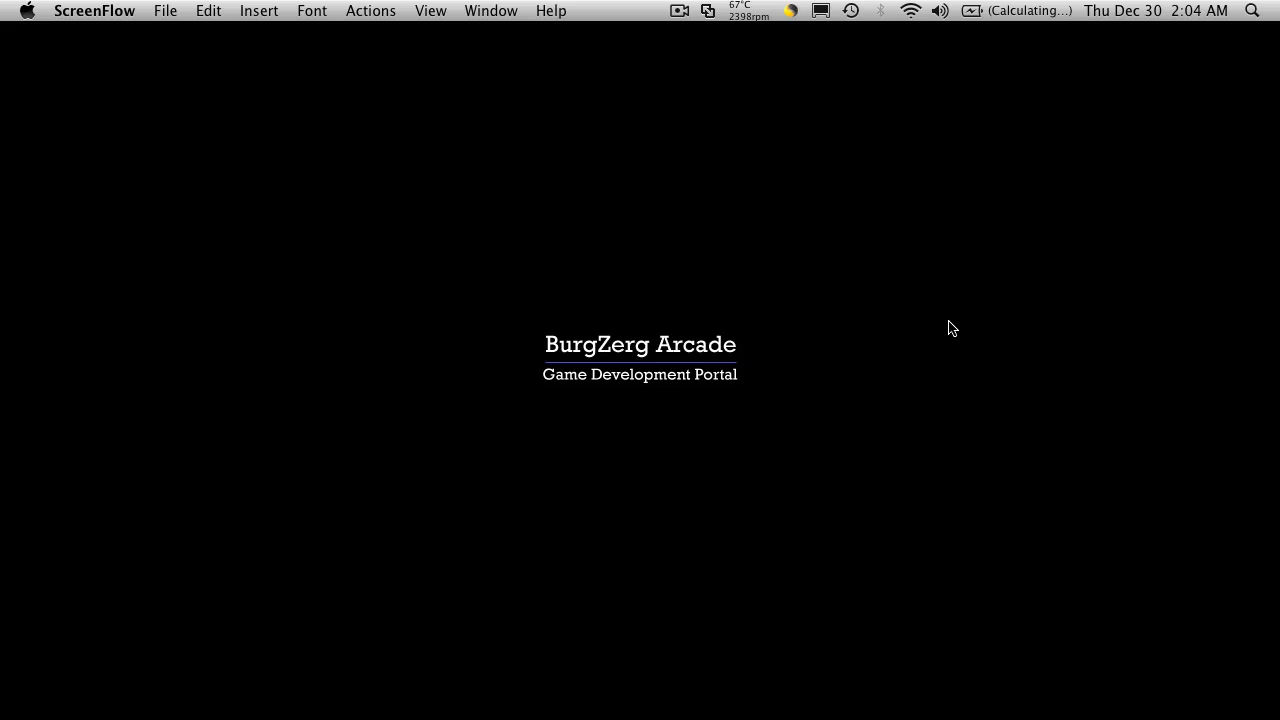 ScreenFlow File Edit Insert Font Actions View Window Help 67°C (Calculating...) Thu Dec 30 2:04 AM
2398rpm
BurgZerg Arcade
Game Development Portal